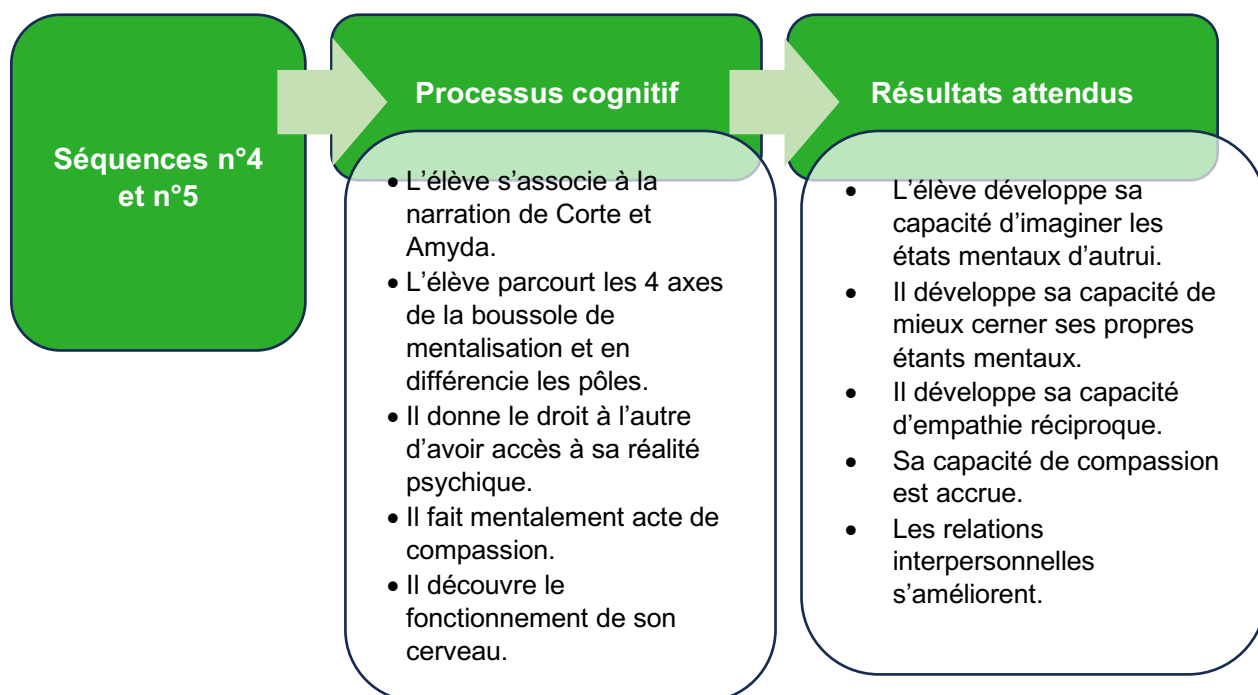 Séquences n°4
et n°5
Processus cognitif
• L’élève s’associe à la
narration de Corte et
Amyda.
• L’élève parcourt les 4 axes
de la boussole de
mentalisation et en
différencie les pôles.
• Il donne le droit à l’autre
d’avoir accès à sa réalité
psychique.
• Il fait mentalement acte de
compassion.
• Il découvre le
fonctionnement de son
cerveau.
Résultats attendus
• L’élève développe sa
capacité d’imaginer les
états mentaux d’autrui.
• Il développe sa capacité de
mieux cerner ses propres
étants mentaux.
• Il développe sa capacité
d’empathie réciproque.
• Sa capacité de compassion
est accrue.
• Les relations
interpersonnelles
s’améliorent.